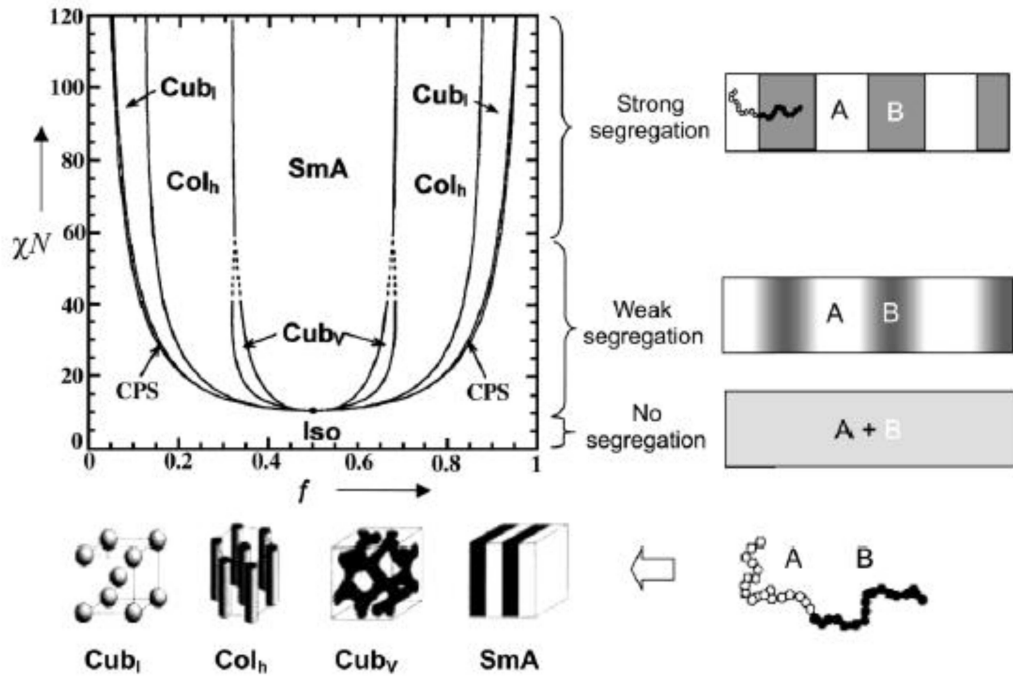 120
100
80
60
40
20
0
χN
Cub_I
Cub_I
Col_h
SmA
Col_h
Cub_V
CPS
CPS
Iso
0
0.2
0.4
0.6
0.8
1
f
Strong
segregation
A B
Weak
segregation
A B
No
segregation
A + B
Cub_I
Col_h
Cub_V
SmA
A B